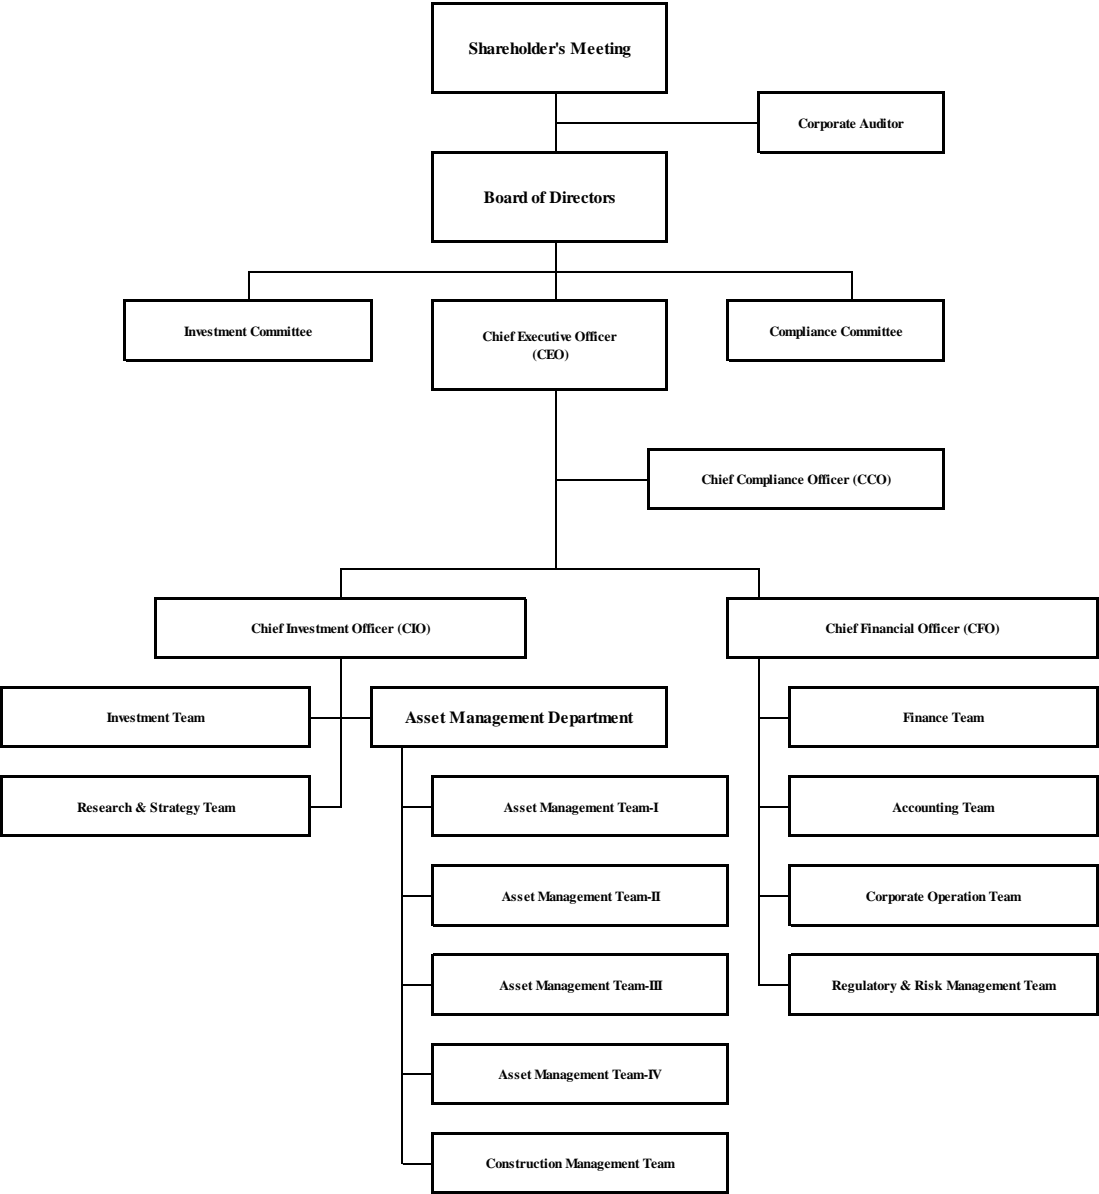 Shareholder's Meeting
Corporate Auditor
Board of Directors
Investment Committee
Chief Executive Officer
(CEO)
Compliance Committee
Chief Compliance Officer (CCO)
Chief Investment Officer (CIO)
Chief Financial Officer (CFO)
Investment Team
Asset Management Department
Finance Team
Research & Strategy Team
Asset Management Team-I
Accounting Team
Asset Management Team-II
Corporate Operation Team
Asset Management Team-III
Regulatory & Risk Management Team
Asset Management Team-IV
Construction Management Team